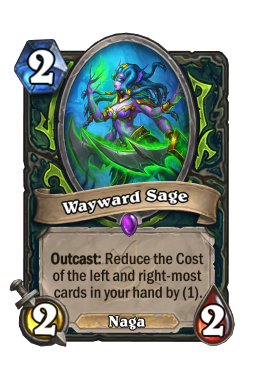 2
Wayward Sage
Outcast: Reduce the Cost
of the left and right-most
cards in your hand by (1).
2
Naga
2